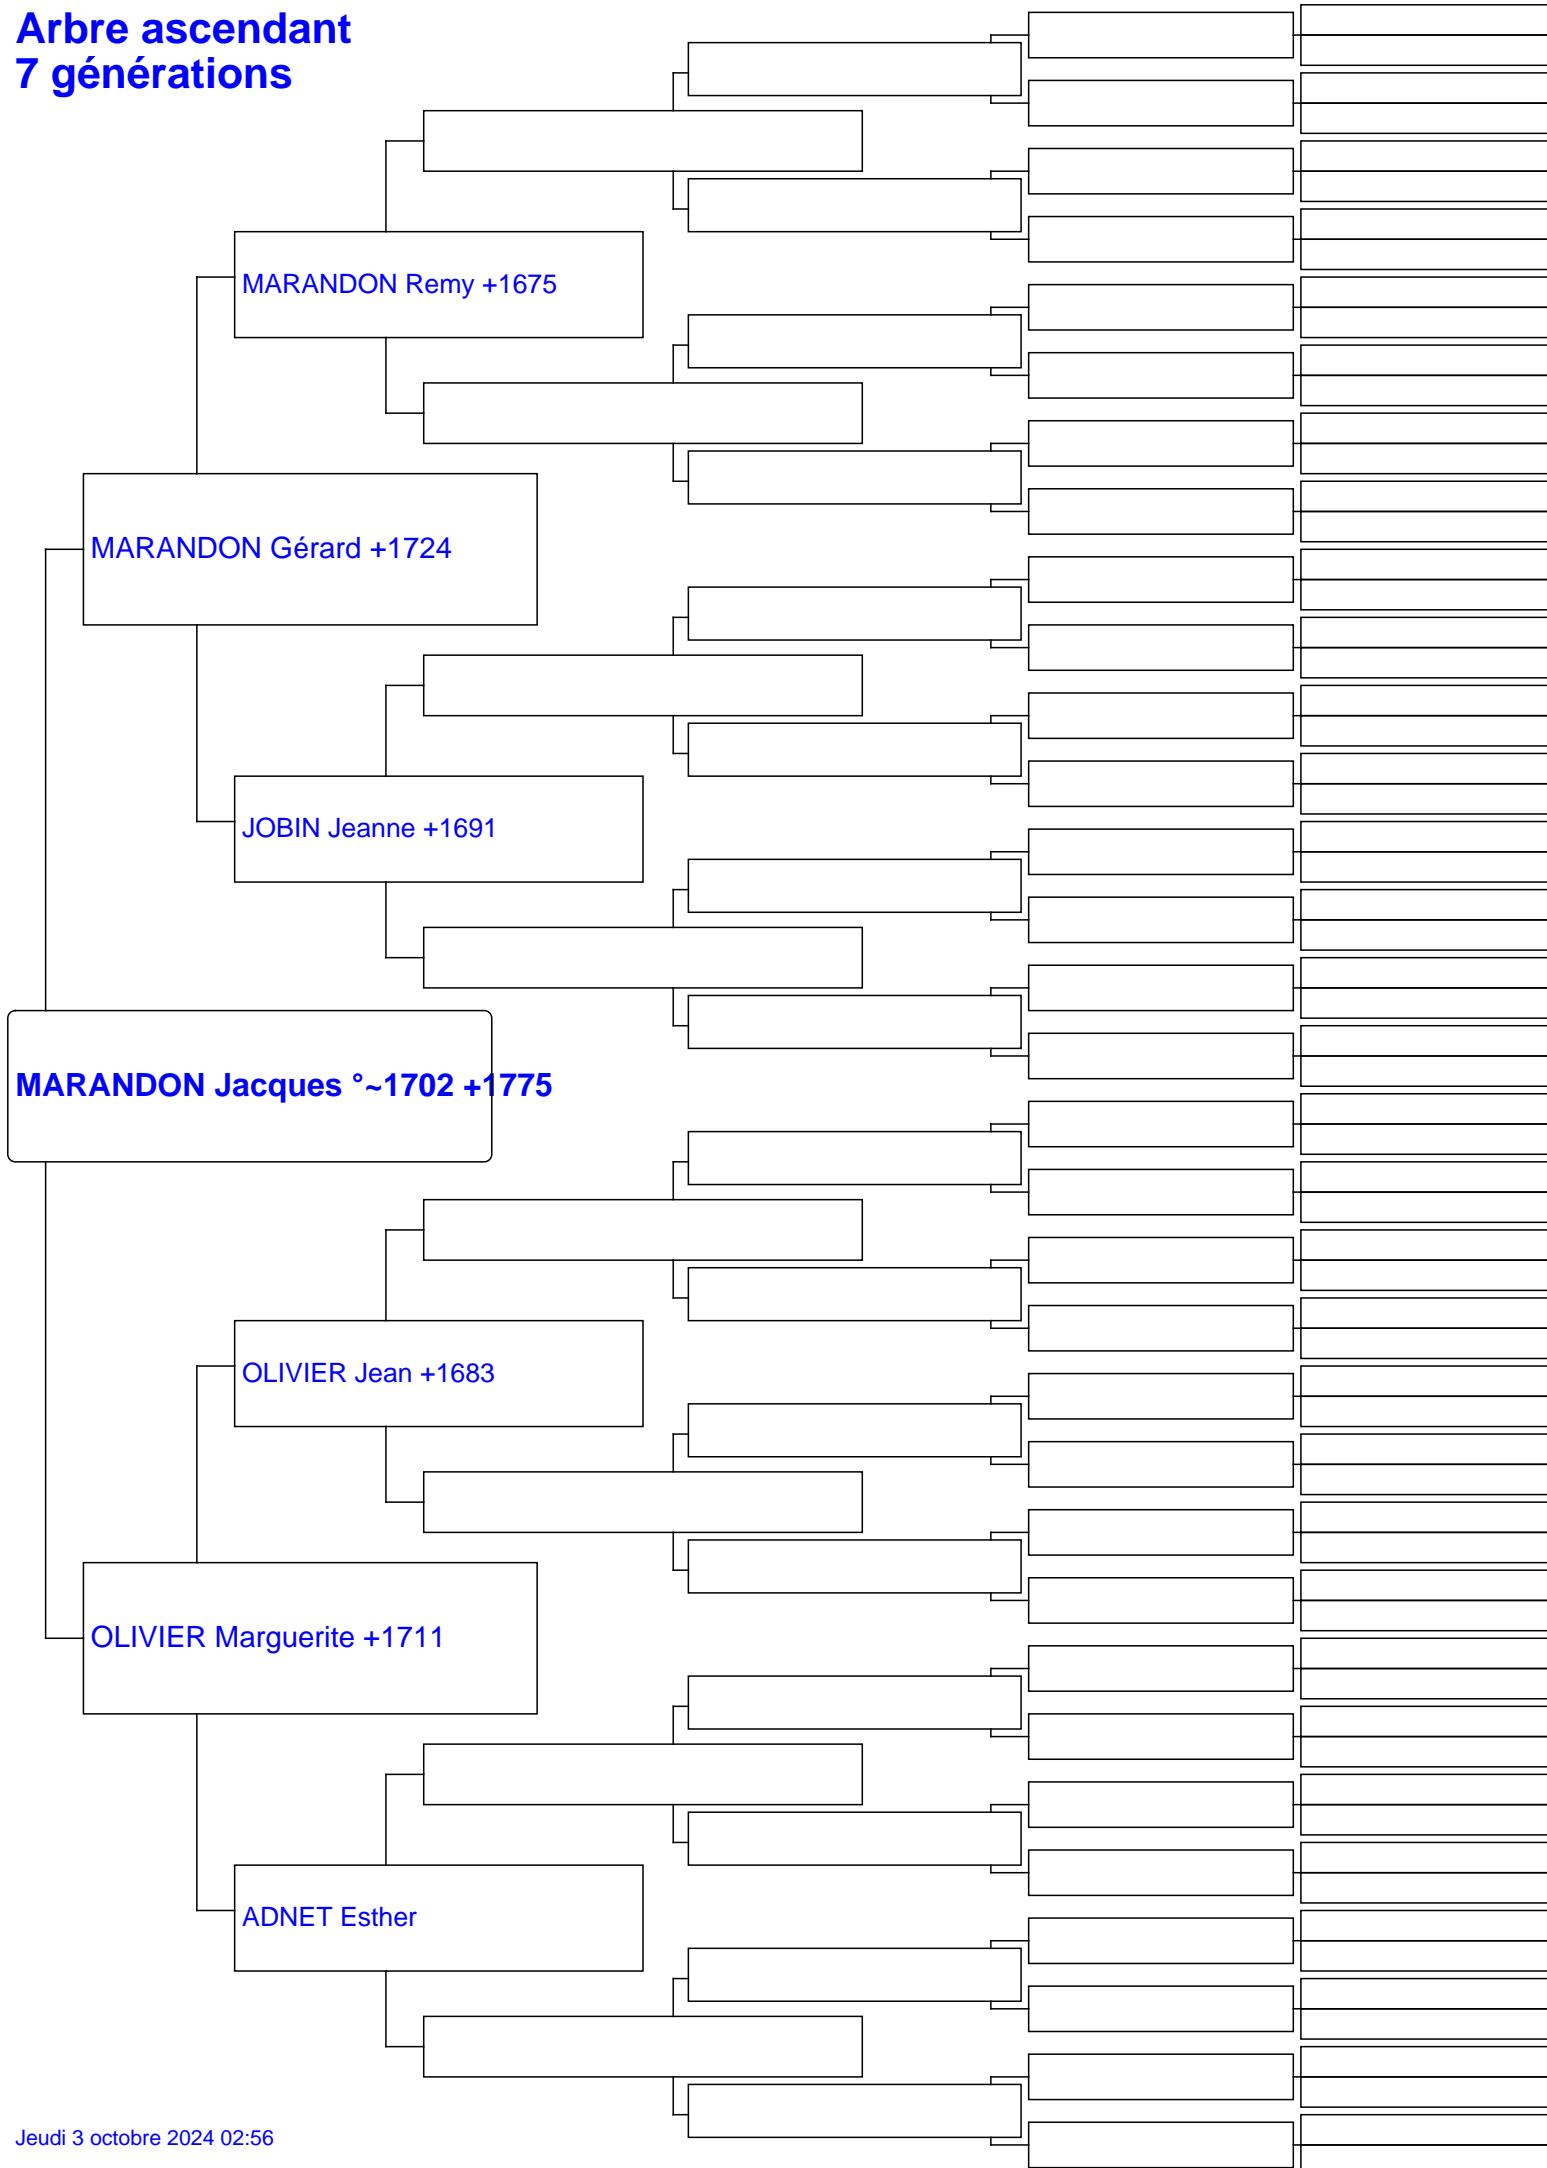 Arbre ascendant
7 générations
MARANDON Remy +1675
MARANDON Gérard +1724
JOBIN Jeanne +1691
MARANDON Jacques °~1702 +1775
OLIVIER Jean +1683
OLIVIER Marguerite +1711
ADNET Esther
Jeudi 3 octobre 2024 02:56